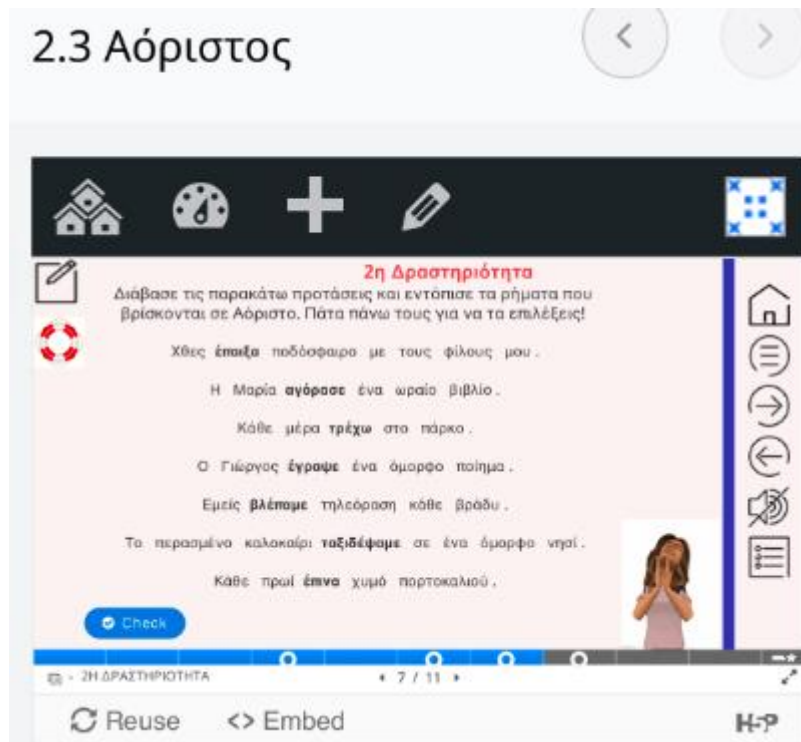 2.3 Αόριστος
2η Δραστηριότητα
Διάβασε τις παρακάτω προτάσεις και εντόπισε τα ρήματα που
βρίσκονται σε Αόριστο. Πάτα πάνω τους για να τα επιλέξεις!
Χθες έπαιξα ποδόσφαιρο με τους φίλους μου .
Η Μαρία αγόρασε ένα ωραίο βιβλίο .
Κάθε μέρα τρέχω στο πάρκο .
Ο Γιώργος έγραψε ένα όμορφο ποίημα .
Εμείς βλέπαμε τηλεόραση κάθε βράδυ .
Το περασμένο καλοκαίρι ταξιδέψαμε σε ένα όμορφο νησί .
Κάθε πρωί έπινα χυμό πορτοκαλιού .
Check
- 2Η ΔΡΑΣΤΗΡΙΟΤΗΤΑ 7 / 11
Reuse <> Embed H5P